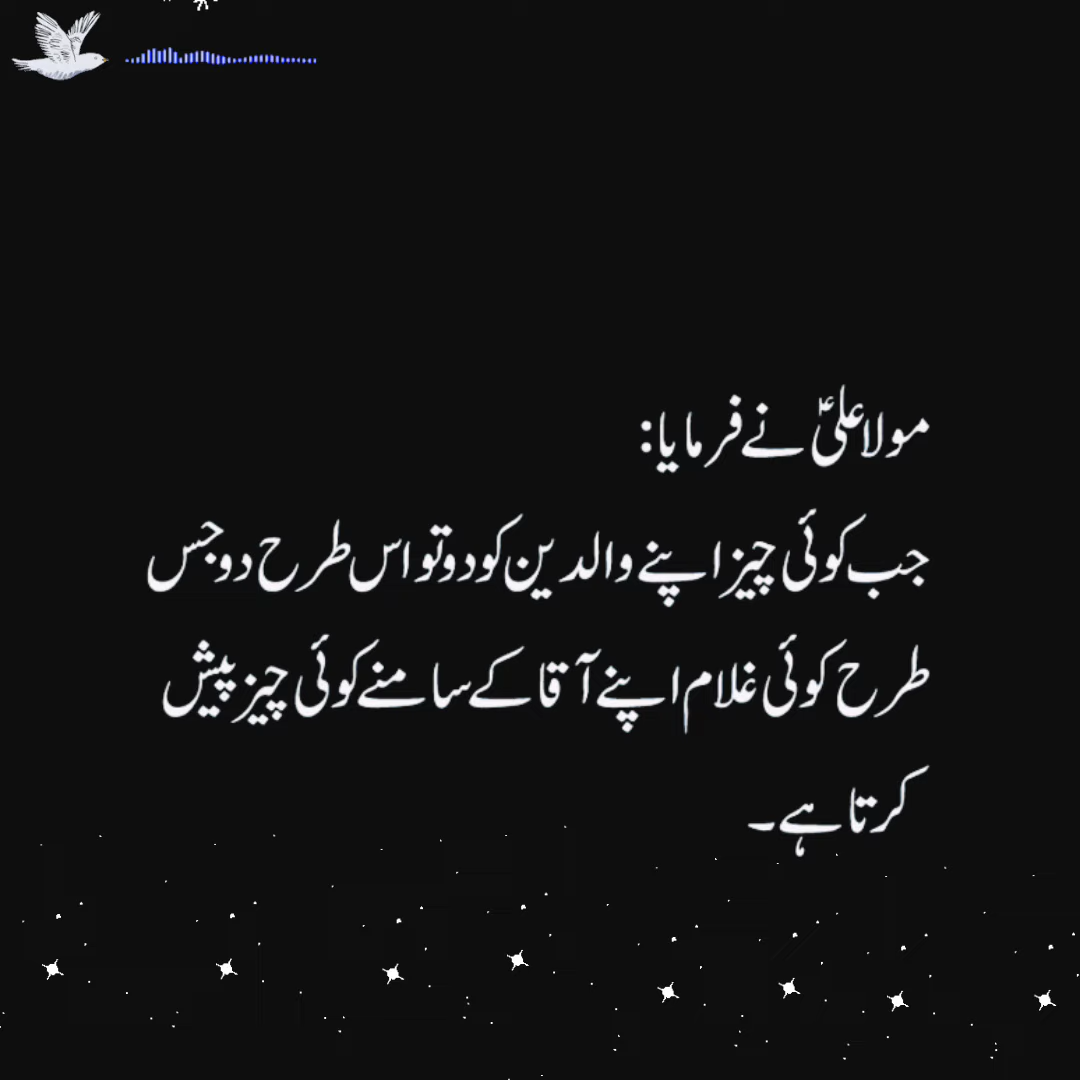 مولا علیؑ نے فرمایا:
جب کوئی چیز اپنے والدین کو دو تو اس طرح دو جس
طرح کوئی غلام اپنے آقا کے سامنے کوئی چیز پیش
کرتا ہے۔